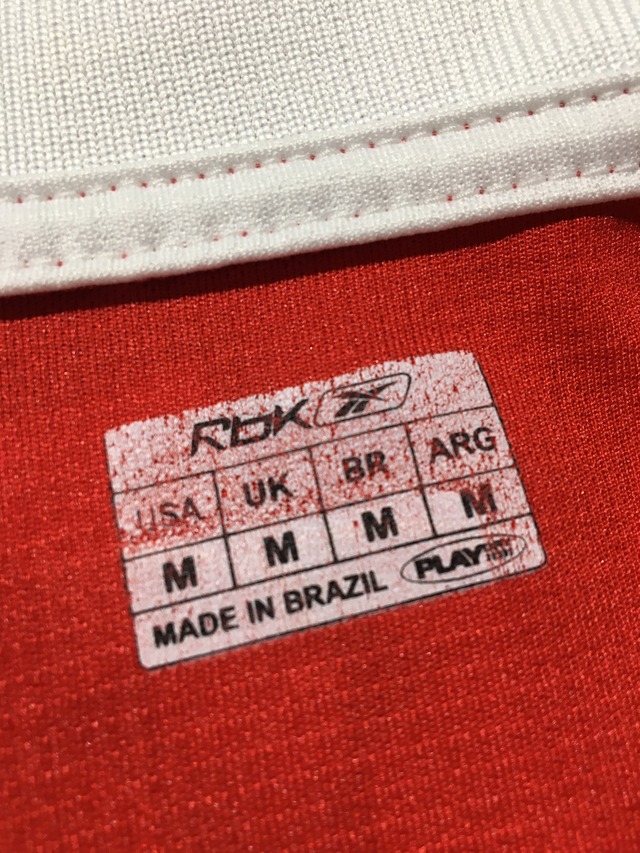 RbK
USA UK BR ARG
M M M M
MADE IN BRAZIL PLAY